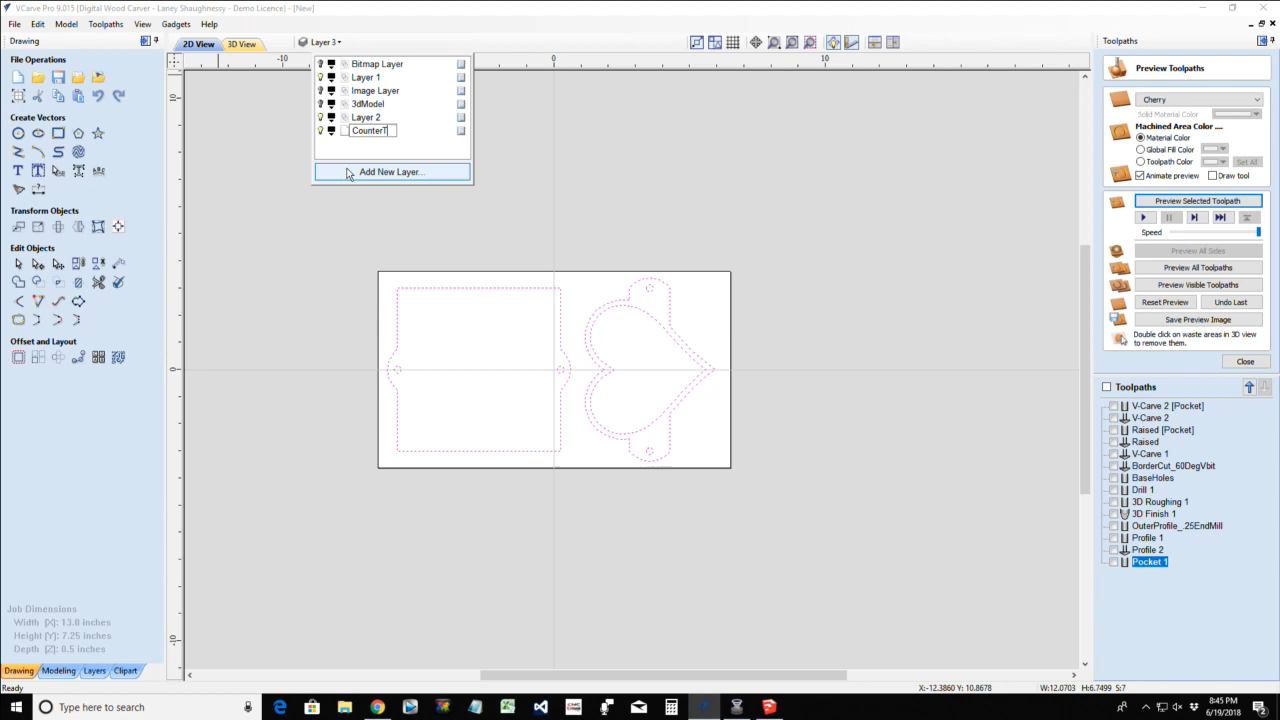 VCarve Pro 9.015 {Digital Wood Carver - Laney Shaughnessy - Demo Licence} - [New]
File Edit Model Toolpaths View Gadgets Help
Drawing
2D View 3D View Layer 3
Toolpaths
File Operations
Create Vectors
Transform Objects
Edit Objects
Offset and Layout
Job Dimensions
Width (X): 13.0 inches
Height (Y): 7.25 inches
Depth (Z): 0.5 inches
Drawing Modeling Layers Clipart
-10 0 10
10
0
-10
Bitmap Layer
Layer 1
Image Layer
3dModel
Layer 2
CounterT
Add New Layer...
Preview Toolpaths
Cherry
Solid Material Color
Machined Area Color ....
Material Color
Global Fill Color
Toolpath Color Set All
Animate preview Draw tool
Preview Selected Toolpath
Speed
Preview All Sides
Preview All Toolpaths
Preview Visible Toolpaths
Reset Preview Undo Last
Save Preview Image
Double click on waste areas in 3D view
to remove them.
Close
Toolpaths
V-Carve 2 [Pocket]
V-Carve 2
Raised [Pocket]
Raised
V-Carve 1
BorderCut_60DegVbit
BaseHoles
Drill 1
3D Roughing 1
3D Finish 1
OuterProfile_.25EndMill
Profile 1
Profile 2
Pocket 1
Ready X:-12.3860 Y: 10.8678 W:12.0703 H:6.7499 S:7
Type here to search
8:45 PM
6/19/2018